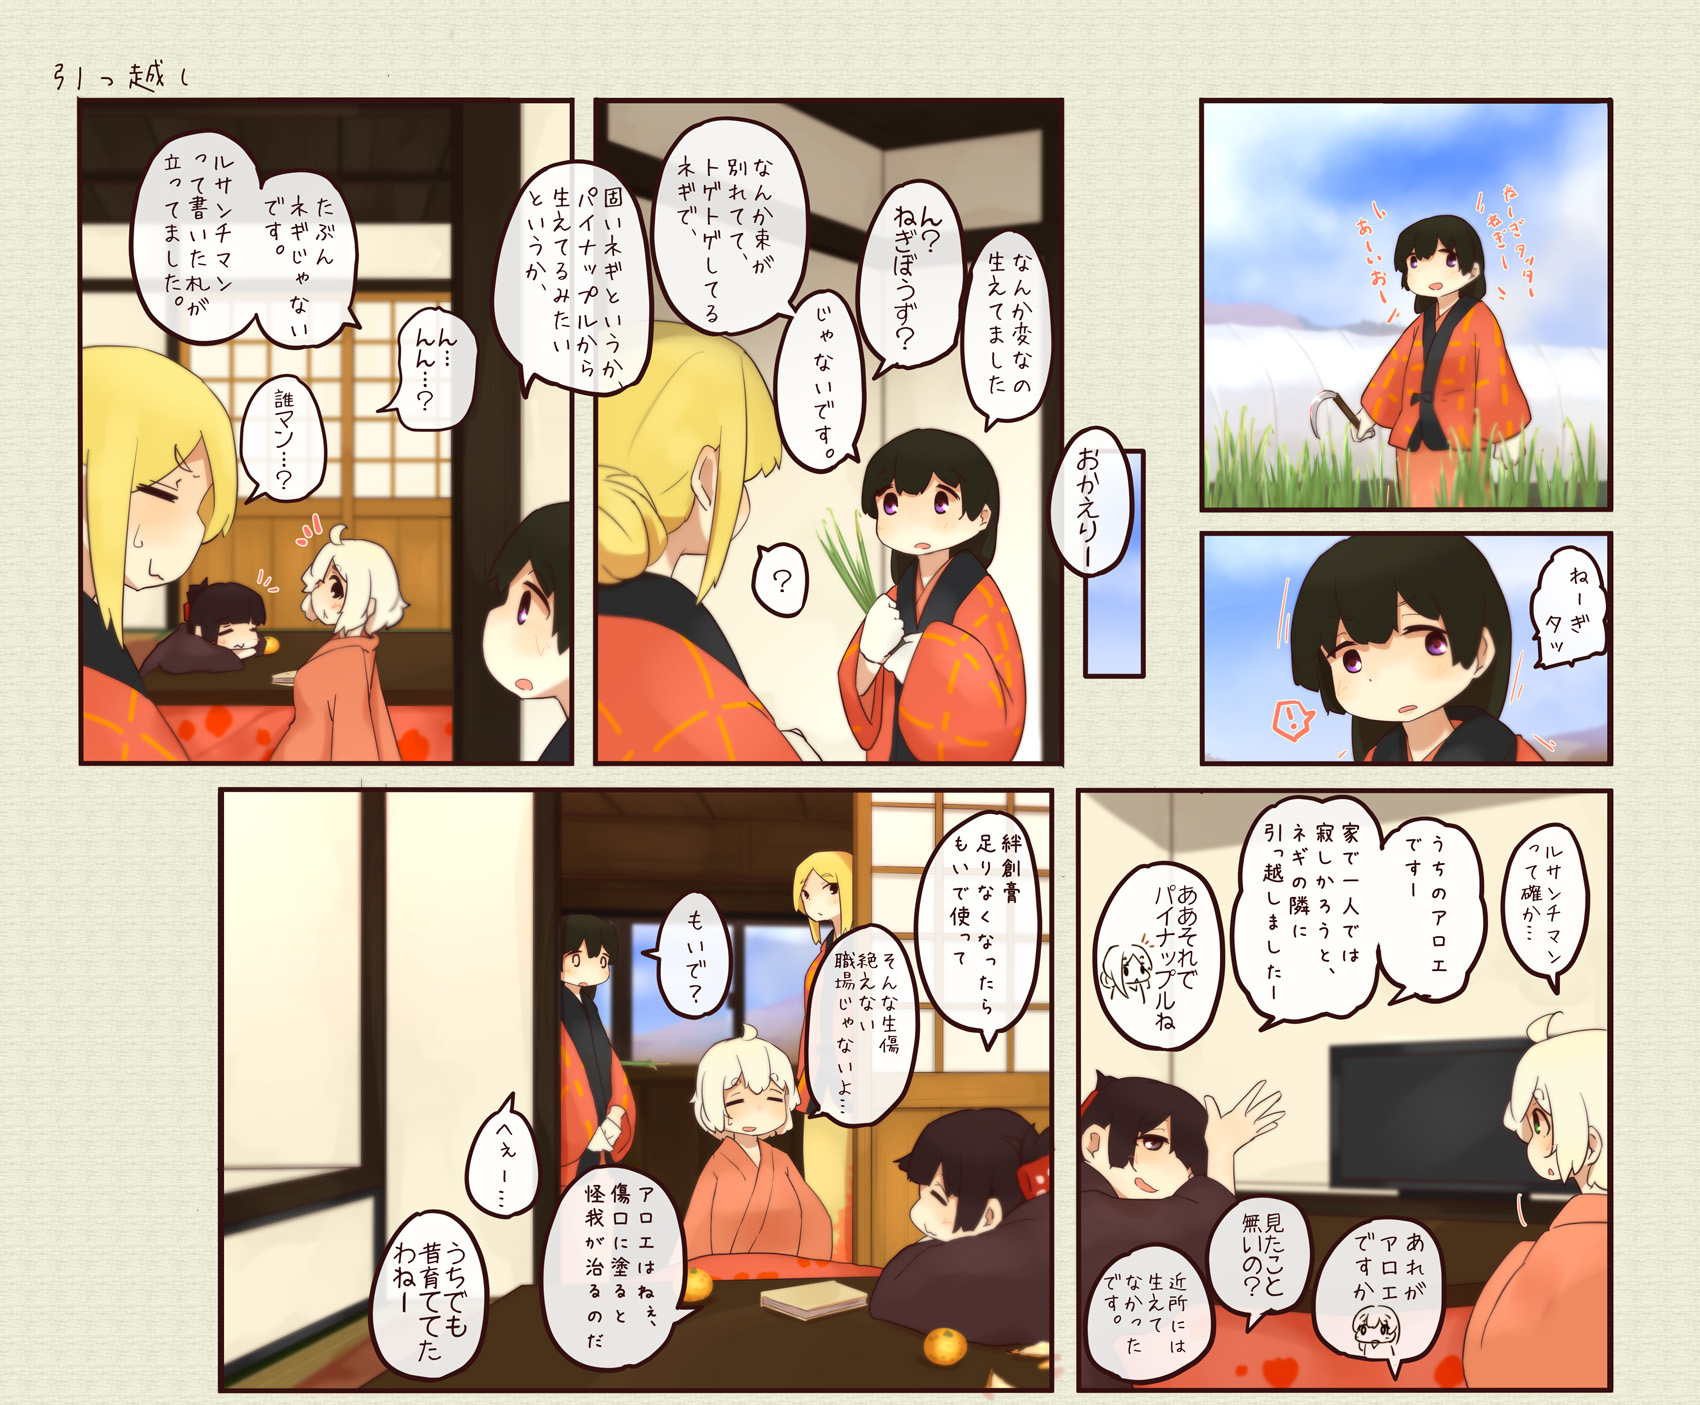 引っ越し
ねーぎタッター
ねぎー
あーいおー
ねーぎ
タッ
おかえりー
なんか変なの
生えてました
ん？
ねぎぼうず？
じゃないです。
なんか束が
別れてて、
トゲトゲしてる
ネギで、
？
固いネギというか、
パイナップルから
生えてるみたい
というか、
ん…
んん…？
たぶん
ネギじゃない
です。
ルサンチマン
って書いた札が
立ってました。
誰マン…？
ルサンチマン
って確か…
うちのアロエ
ですー
家で一人では
寂しかろうと、
ネギの隣に
引っ越しましたー
ああそれで
パイナップルね
あれが
アロエ
ですか
見たこと
無いの？
近所には
生えて
なかった
です。
絆創膏
足りなくなったら
もいで使って
そんな生傷
絶えない
職場じゃないよ…
もいで？
アロエはねぇ、
傷口に塗ると
怪我が治るのだ
へぇー…
うちでも
昔育ててた
わねー